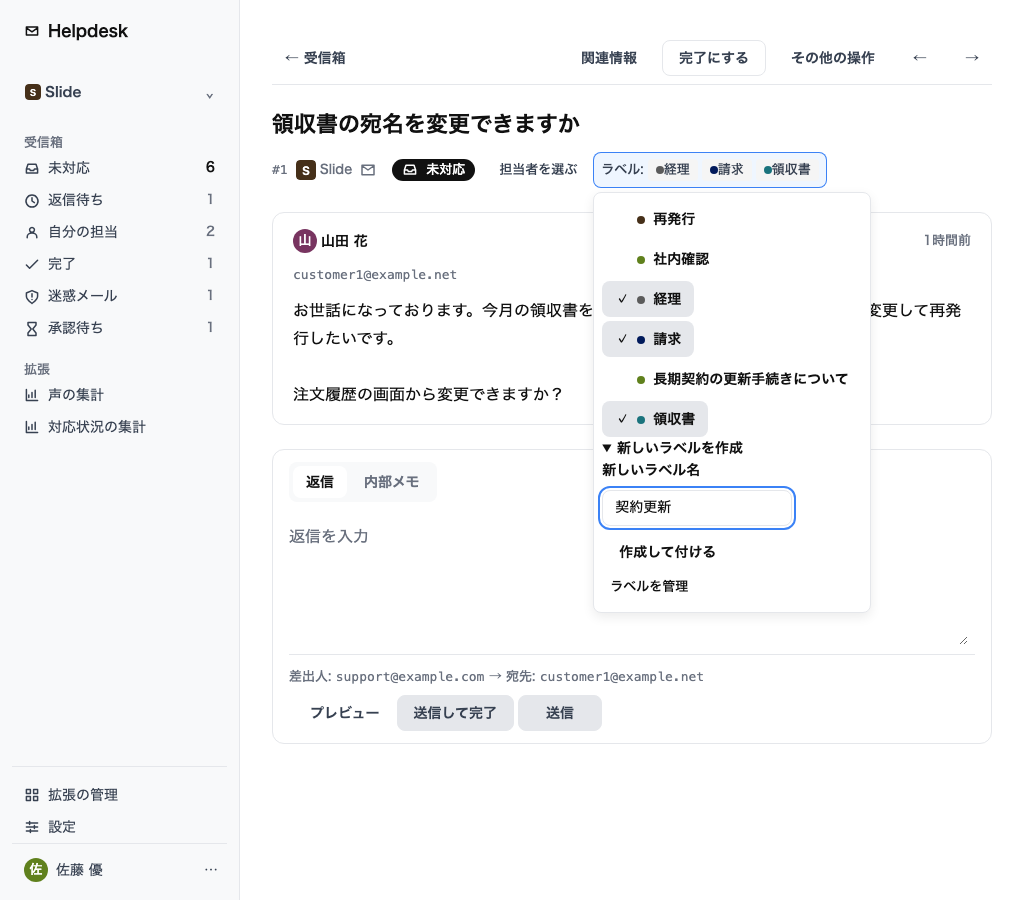 Helpdesk
S Slide
受信箱
未対応 6
返信待ち 1
自分の担当 2
完了 1
迷惑メール 1
承認待ち 1
拡張
声の集計
対応状況の集計
拡張の管理
設定
佐 佐藤 優 …
← 受信箱 関連情報 完了にする その他の操作 ← →
領収書の宛名を変更できますか
#1 S Slide 未対応 担当者を選ぶ ラベル: 経理 請求 領収書
山 山田 花 1時間前
customer1@example.net
お世話になっております。今月の領収書を 変更して再発
行したいです。
注文履歴の画面から変更できますか？
再発行
社内確認
✓ 経理
✓ 請求
長期契約の更新手続きについて
✓ 領収書
▼ 新しいラベルを作成
新しいラベル名
契約更新
作成して付ける
ラベルを管理
返信 内部メモ
返信を入力
差出人: support@example.com → 宛先: customer1@example.net
プレビュー 送信して完了 送信